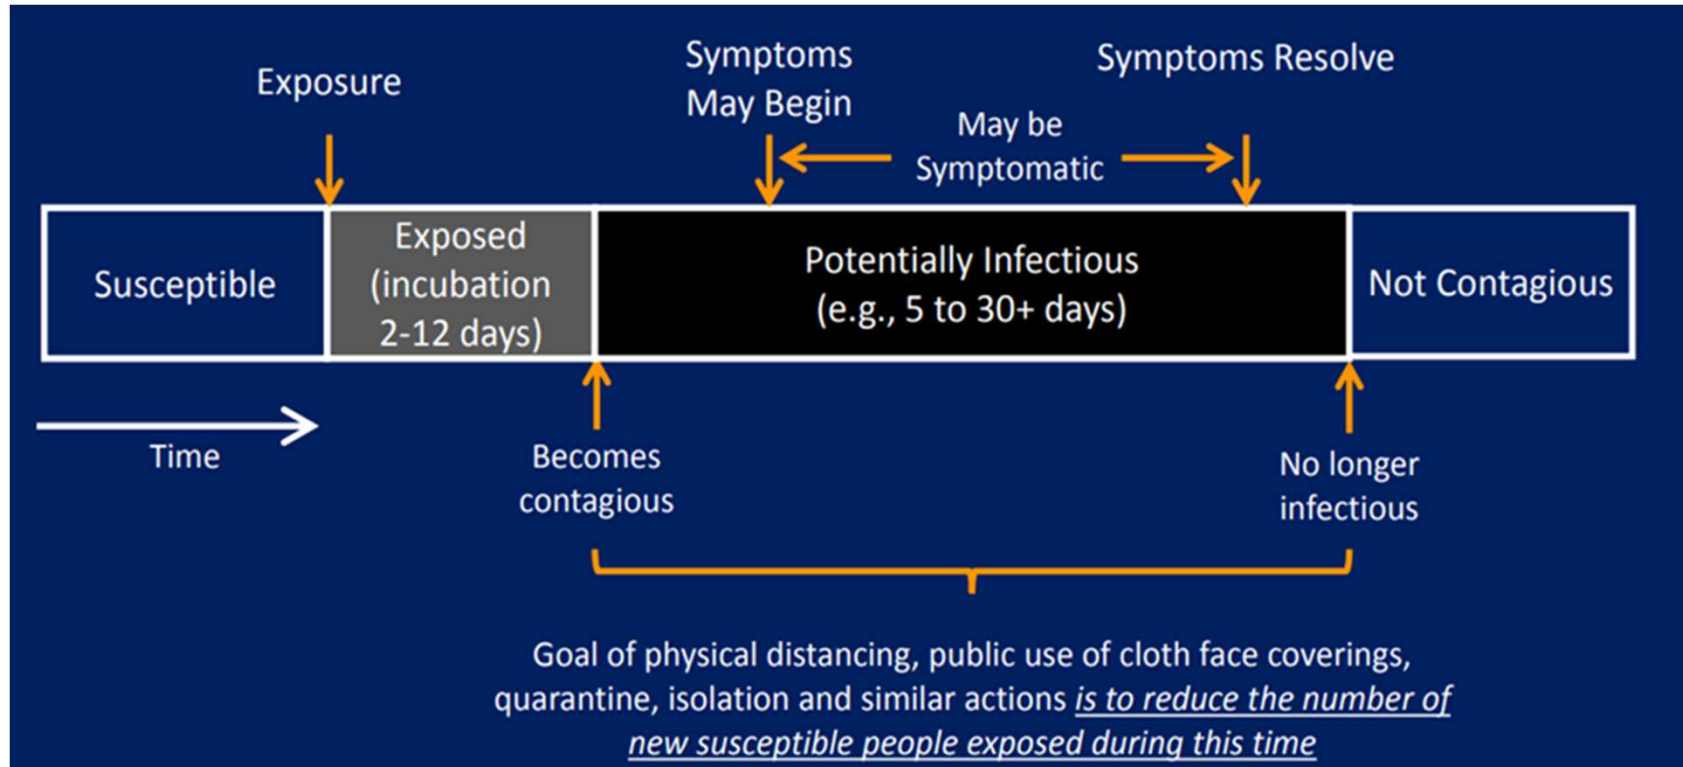 Exposure
Symptoms
May Begin
Symptoms Resolve
May be
Symptomatic
Susceptible
Exposed
(incubation
2-12 days)
Potentially Infectious
(e.g., 5 to 30+ days)
Not Contagious
Time
Becomes
contagious
No longer
infectious
Goal of physical distancing, public use of cloth face coverings,
quarantine, isolation and similar actions is to reduce the number of
new susceptible people exposed during this time